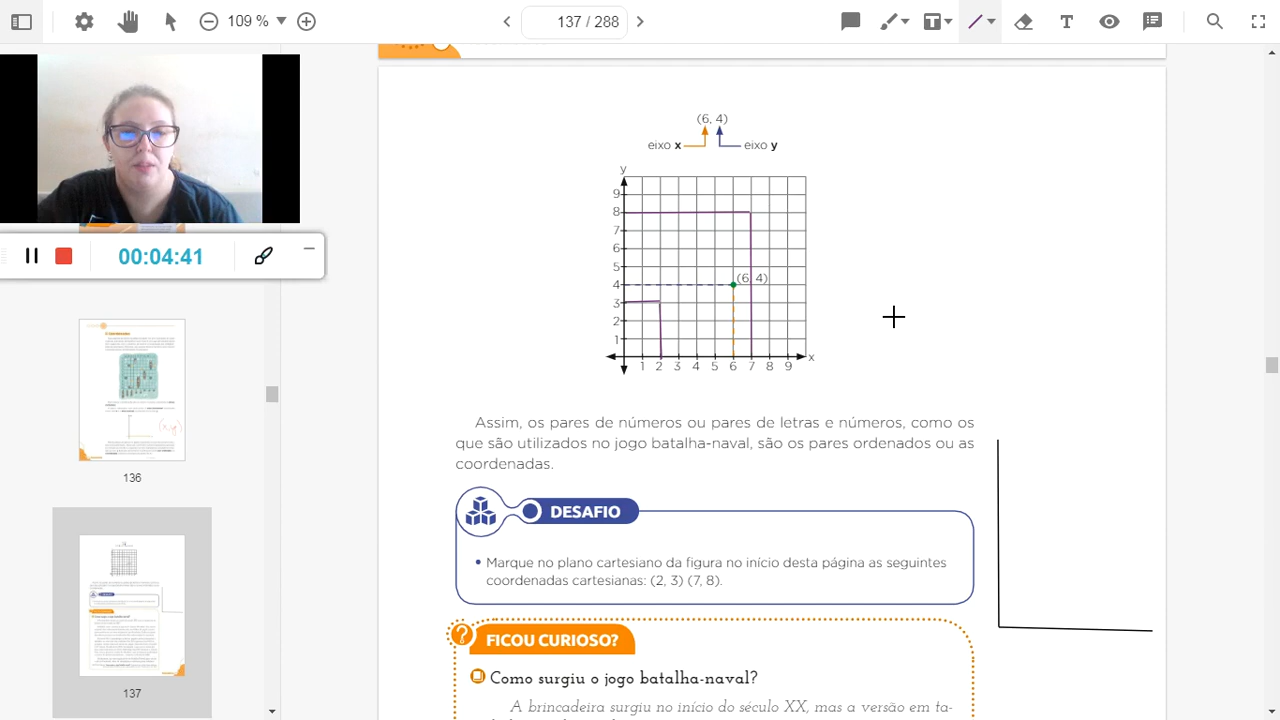 109 %
137 / 288
00:04:41
136
137
(6, 4)
eixo x
eixo y
y
9
8
7
6
5
4
3
2
1
(6, 4)
1 2 3 4 5 6 7 8 9
x
Assim, os pares de números ou pares de letras e números, como os
que são utilizados no jogo batalha-naval, são os pares ordenados ou as
coordenadas.
DESAFIO
• Marque no plano cartesiano da figura no início desta página as seguintes
coordenadas cartesianas: (2, 3) (7, 8).
?
FICOU CURIOSO?
Como surgiu o jogo batalha-naval?
A brincadeira surgiu no início do século XX, mas a versão em ta-